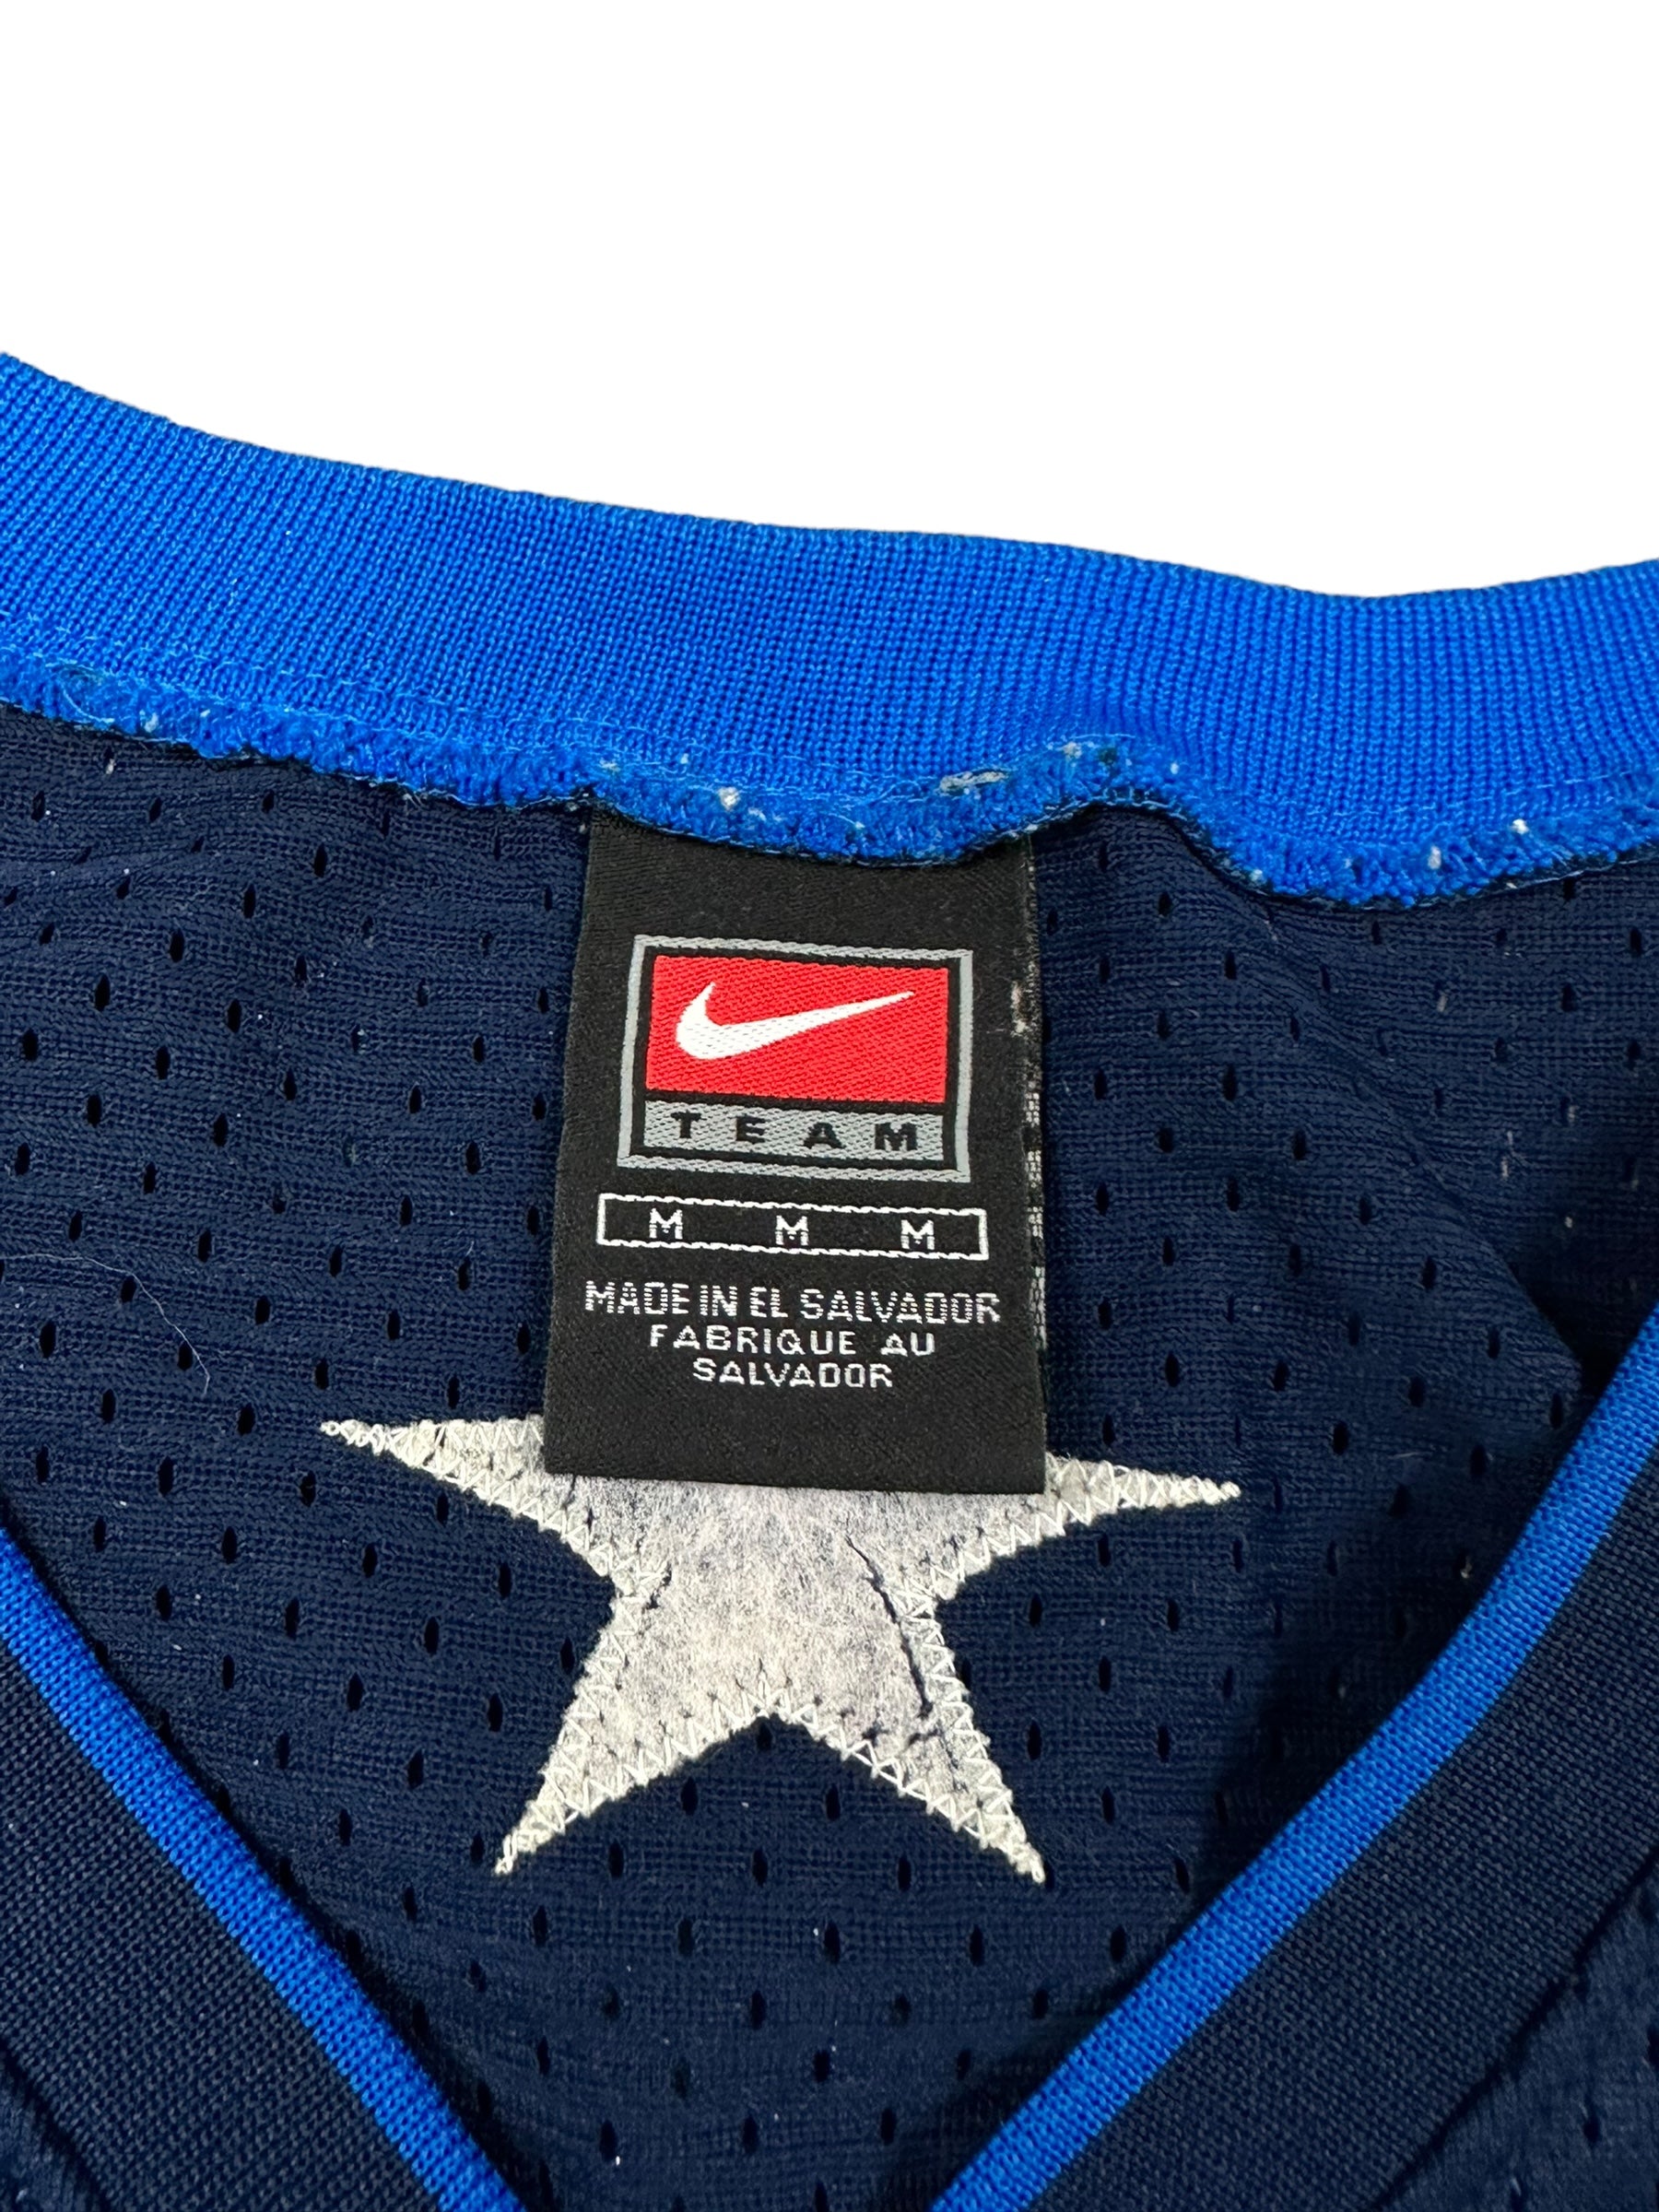 TEAM
M M M
MADE IN EL SALVADOR
FABRIQUE AU
SALVADOR